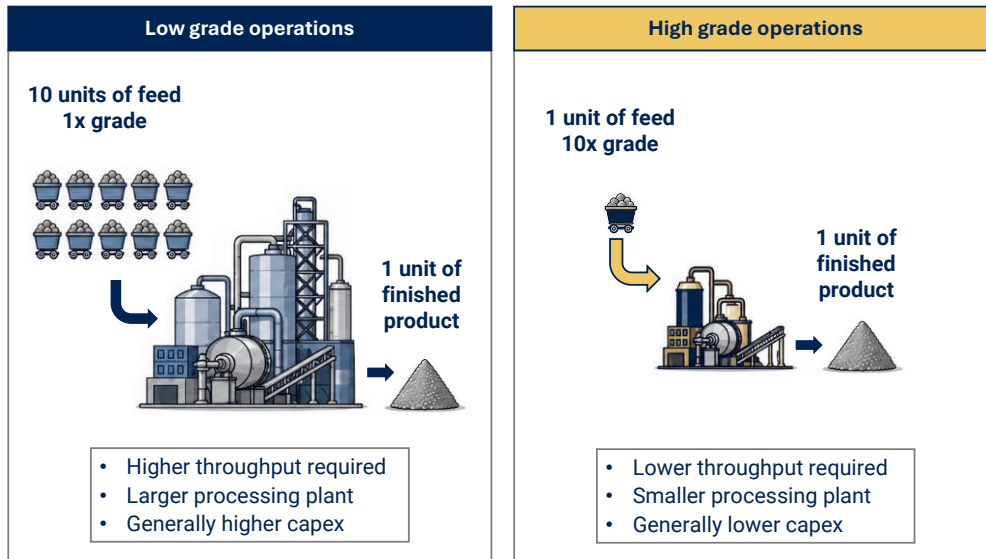 Low grade operations
10 units of feed
1x grade
1 unit of
finished
product
• Higher throughput required
• Larger processing plant
• Generally higher capex
High grade operations
1 unit of feed
10x grade
1 unit of
finished
product
• Lower throughput required
• Smaller processing plant
• Generally lower capex